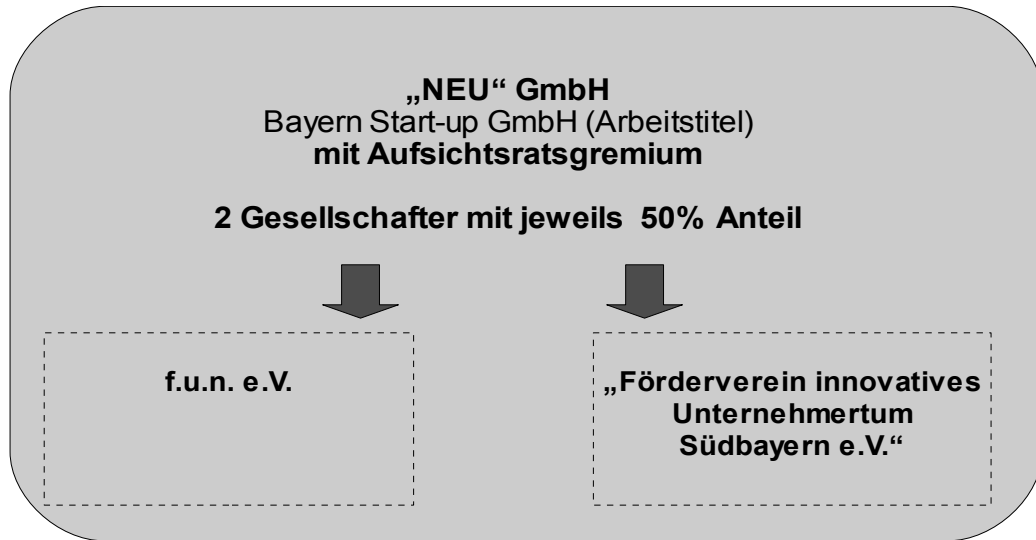 „NEU“ GmbH
Bayern Start-up GmbH (Arbeitstitel)
mit Aufsichtsratsgremium
2 Gesellschafter mit jeweils 50% Anteil
f.u.n. e.V.
„Förderverein innovatives
Unternehmertum
Südbayern e.V.“